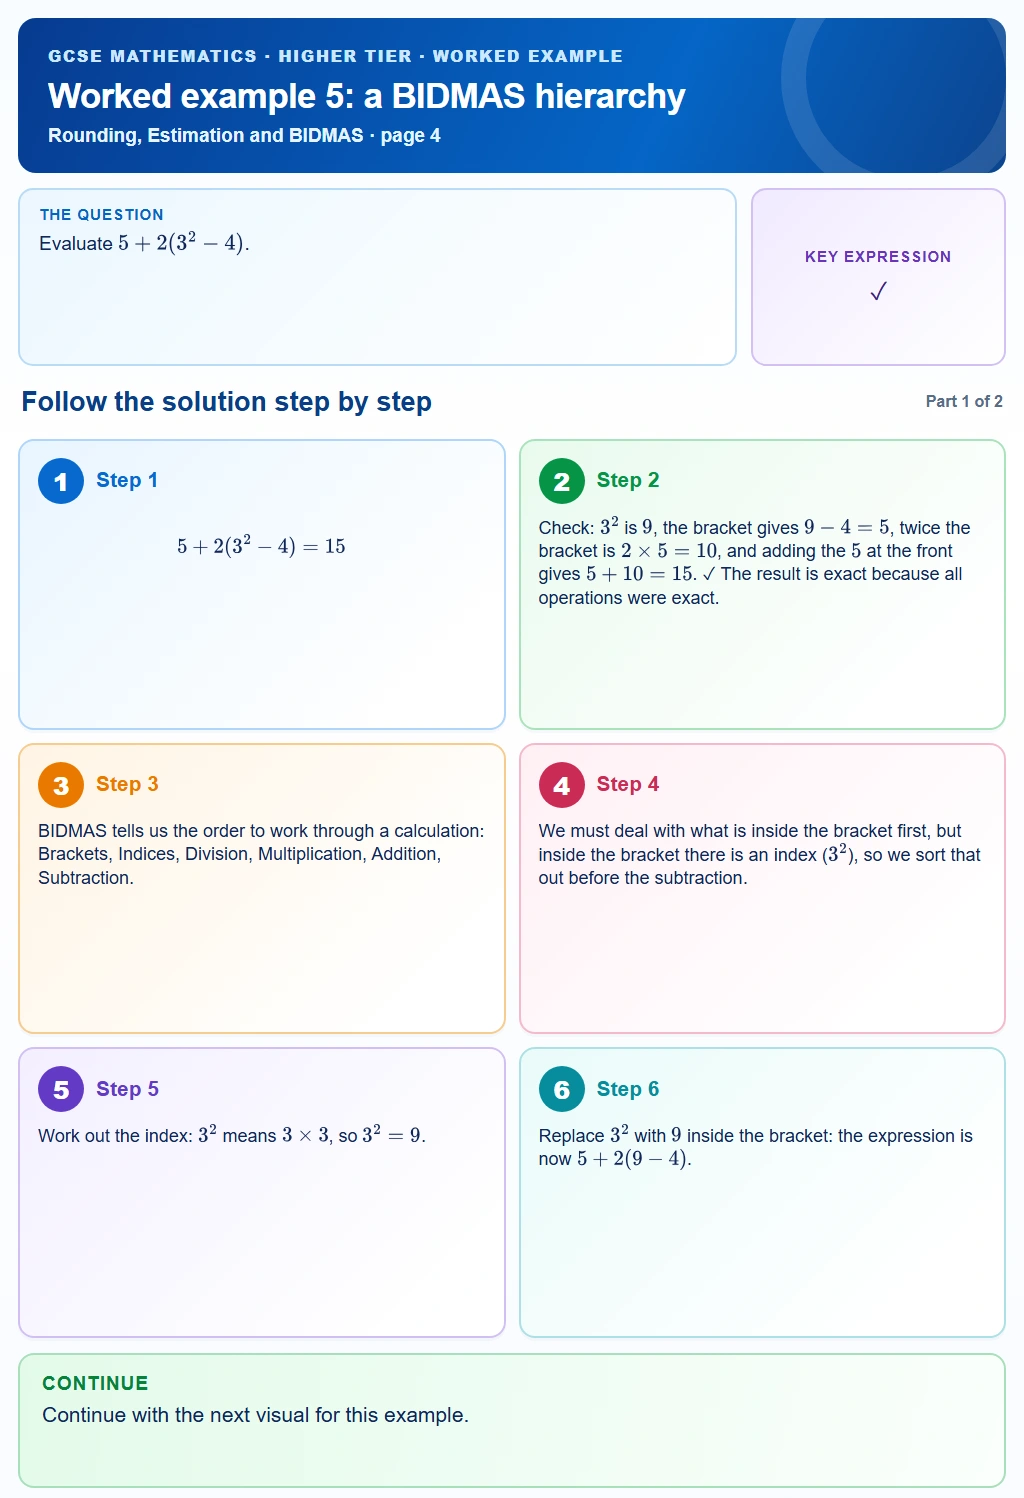 GCSE MATHEMATICS · HIGHER TIER · WORKED EXAMPLE
Worked example 5: a BIDMAS hierarchy
Rounding, Estimation and BIDMAS · page 4
THE QUESTION
Evaluate 5 + 2(3² − 4).
KEY EXPRESSION
✓
Follow the solution step by step
Part 1 of 2
1 Step 1
5 + 2(3² − 4) = 15
2 Step 2
Check: 3² is 9, the bracket gives 9 − 4 = 5, twice the
bracket is 2 × 5 = 10, and adding the 5 at the front
gives 5 + 10 = 15. ✓ The result is exact because all
operations were exact.
3 Step 3
BIDMAS tells us the order to work through a calculation:
Brackets, Indices, Division, Multiplication, Addition,
Subtraction.
4 Step 4
We must deal with what is inside the bracket first, but
inside the bracket there is an index (3²), so we sort that
out before the subtraction.
5 Step 5
Work out the index: 3² means 3 × 3, so 3² = 9.
6 Step 6
Replace 3² with 9 inside the bracket: the expression is
now 5 + 2(9 − 4).
CONTINUE
Continue with the next visual for this example.